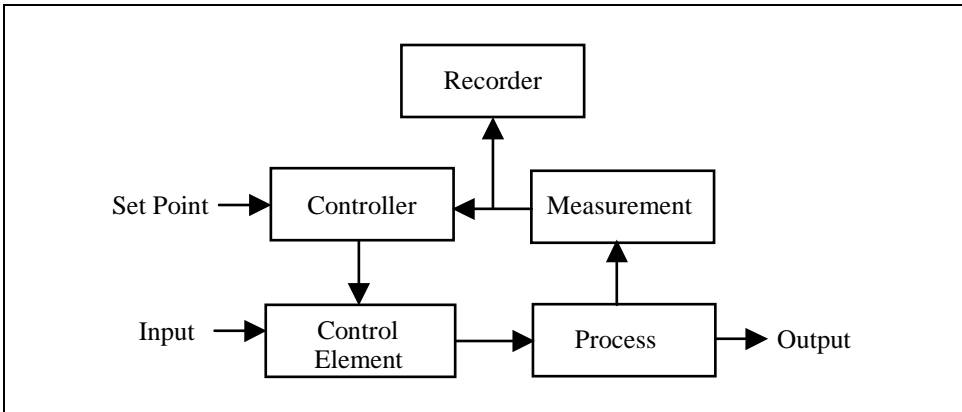 Recorder
Set Point
Controller
Measurement
Input
Control
Element
Process
Output